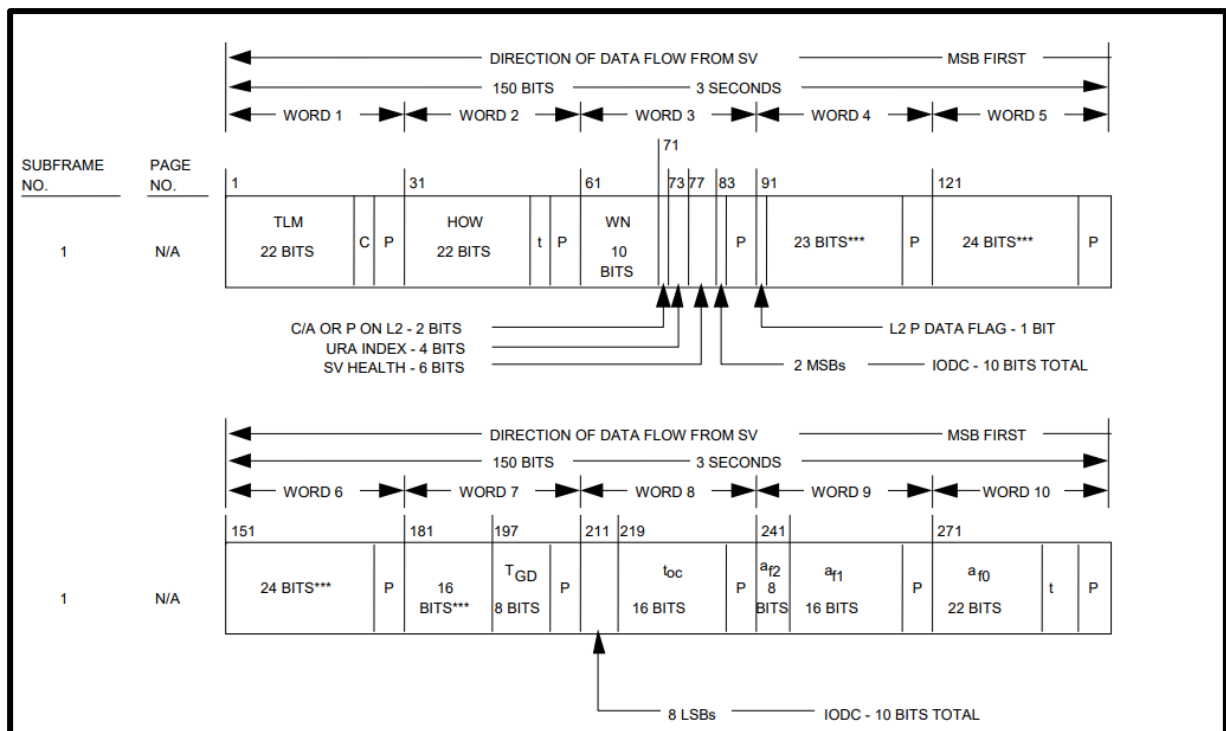 DIRECTION OF DATA FLOW FROM SV MSB FIRST
150 BITS 3 SECONDS
WORD 1 WORD 2 WORD 3 WORD 4 WORD 5
SUBFRAME NO. PAGE NO.
71
1 31 61 73 77 83 91 121
1 N/A
TLM 22 BITS C P
HOW 22 BITS t P
WN 10 BITS P
23 BITS*** P
24 BITS*** P
C/A OR P ON L2 - 2 BITS L2 P DATA FLAG - 1 BIT
URA INDEX - 4 BITS
SV HEALTH - 6 BITS 2 MSBs IODC - 10 BITS TOTAL
DIRECTION OF DATA FLOW FROM SV MSB FIRST
150 BITS 3 SECONDS
WORD 6 WORD 7 WORD 8 WORD 9 WORD 10
151 181 197 211 219 241 271
1 N/A
24 BITS*** P
16 BITS***
TGD 8 BITS P
toc 16 BITS P
af2 8 BITS
af1 16 BITS P
af0 22 BITS t P
8 LSBs IODC - 10 BITS TOTAL